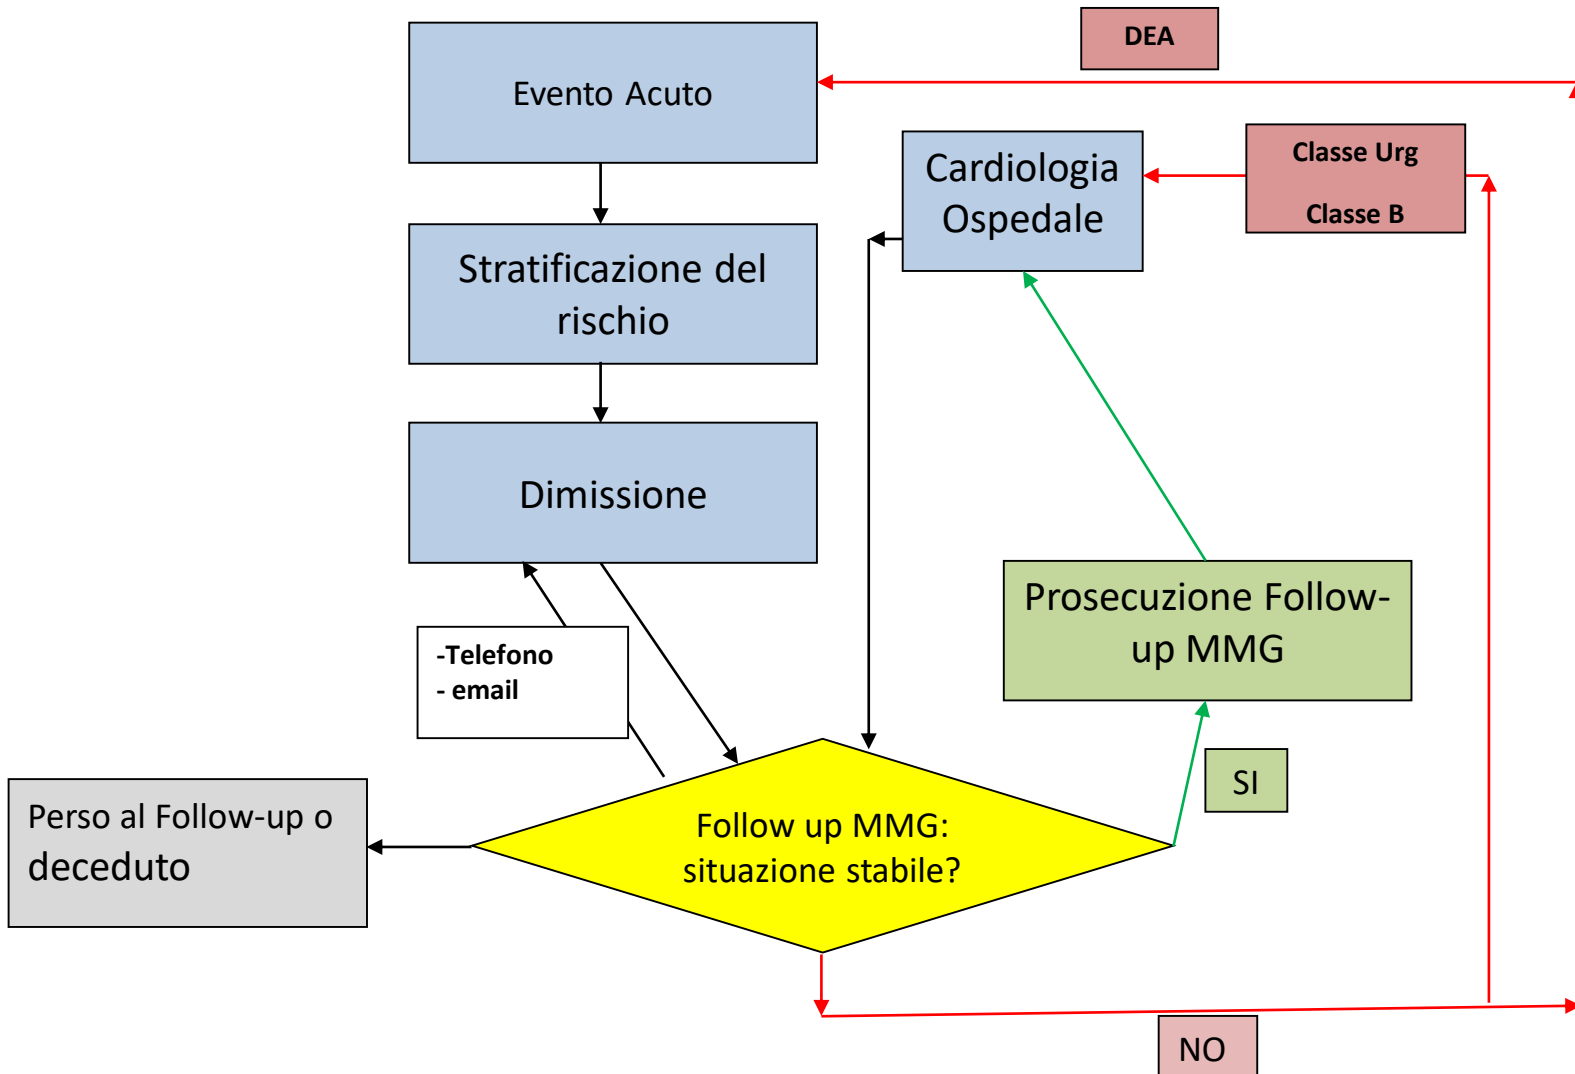 DEA
Evento Acuto
Classe Urg
Classe B
Cardiologia
Ospedale
Stratificazione del
rischio
Dimissione
Prosecuzione Follow-
up MMG
-Telefono
- email
SI
Perso al Follow-up o
deceduto
Follow up MMG:
situazione stabile?
NO